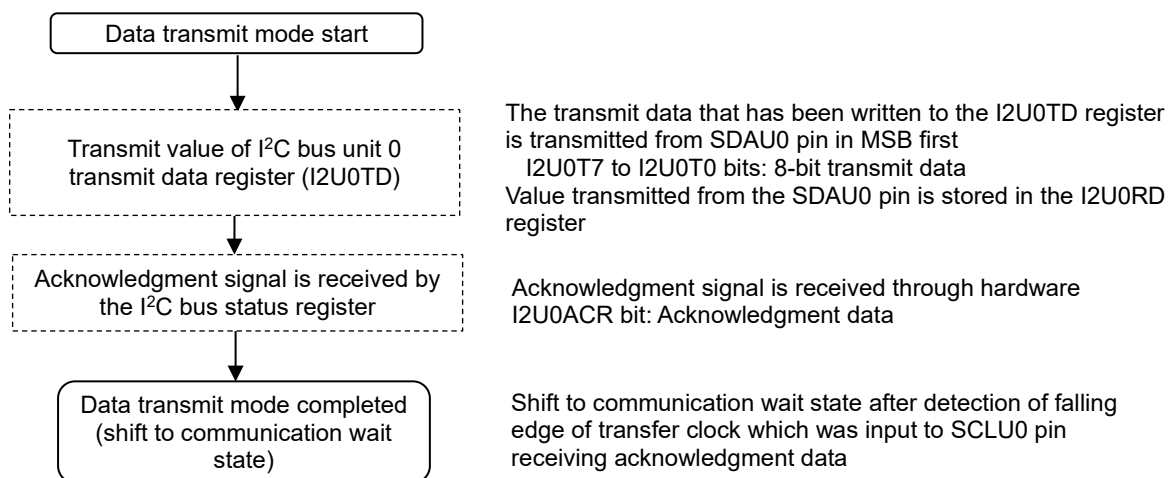 Data transmit mode start
Transmit value of I²C bus unit 0
transmit data register (I2U0TD)
The transmit data that has been written to the I2U0TD register
is transmitted from SDAU0 pin in MSB first
I2U0T7 to I2U0T0 bits: 8-bit transmit data
Value transmitted from the SDAU0 pin is stored in the I2U0RD
register
Acknowledgment signal is received by
the I²C bus status register
Acknowledgment signal is received through hardware
I2U0ACR bit: Acknowledgment data
Data transmit mode completed
(shift to communication wait
state)
Shift to communication wait state after detection of falling
edge of transfer clock which was input to SCLU0 pin
receiving acknowledgment data